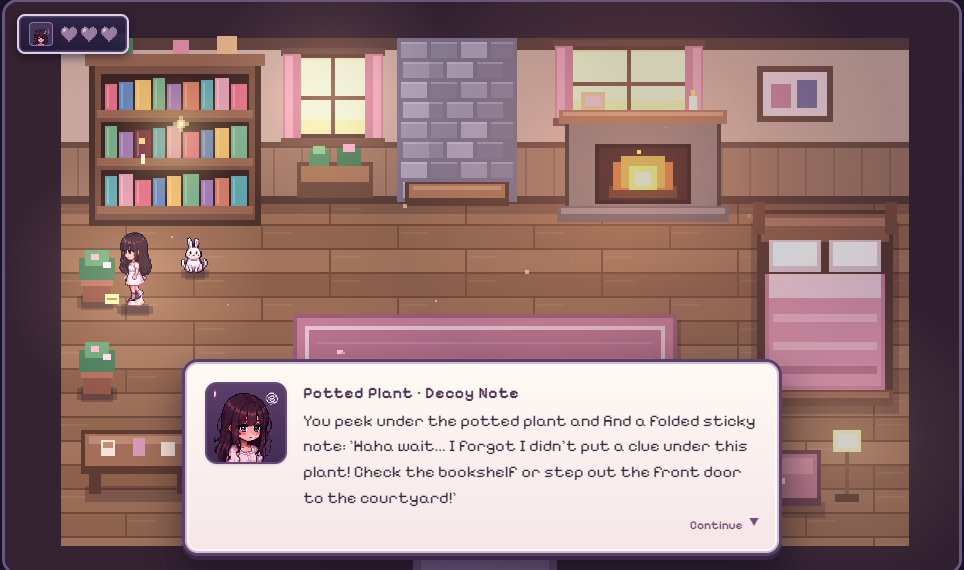 Potted Plant · Decoy Note
You peek under the potted plant and find a folded sticky
note: 'Haha wait... I forgot I didn't put a clue under this
plant! Check the bookshelf or step out the front door
to the courtyard!'
Continue